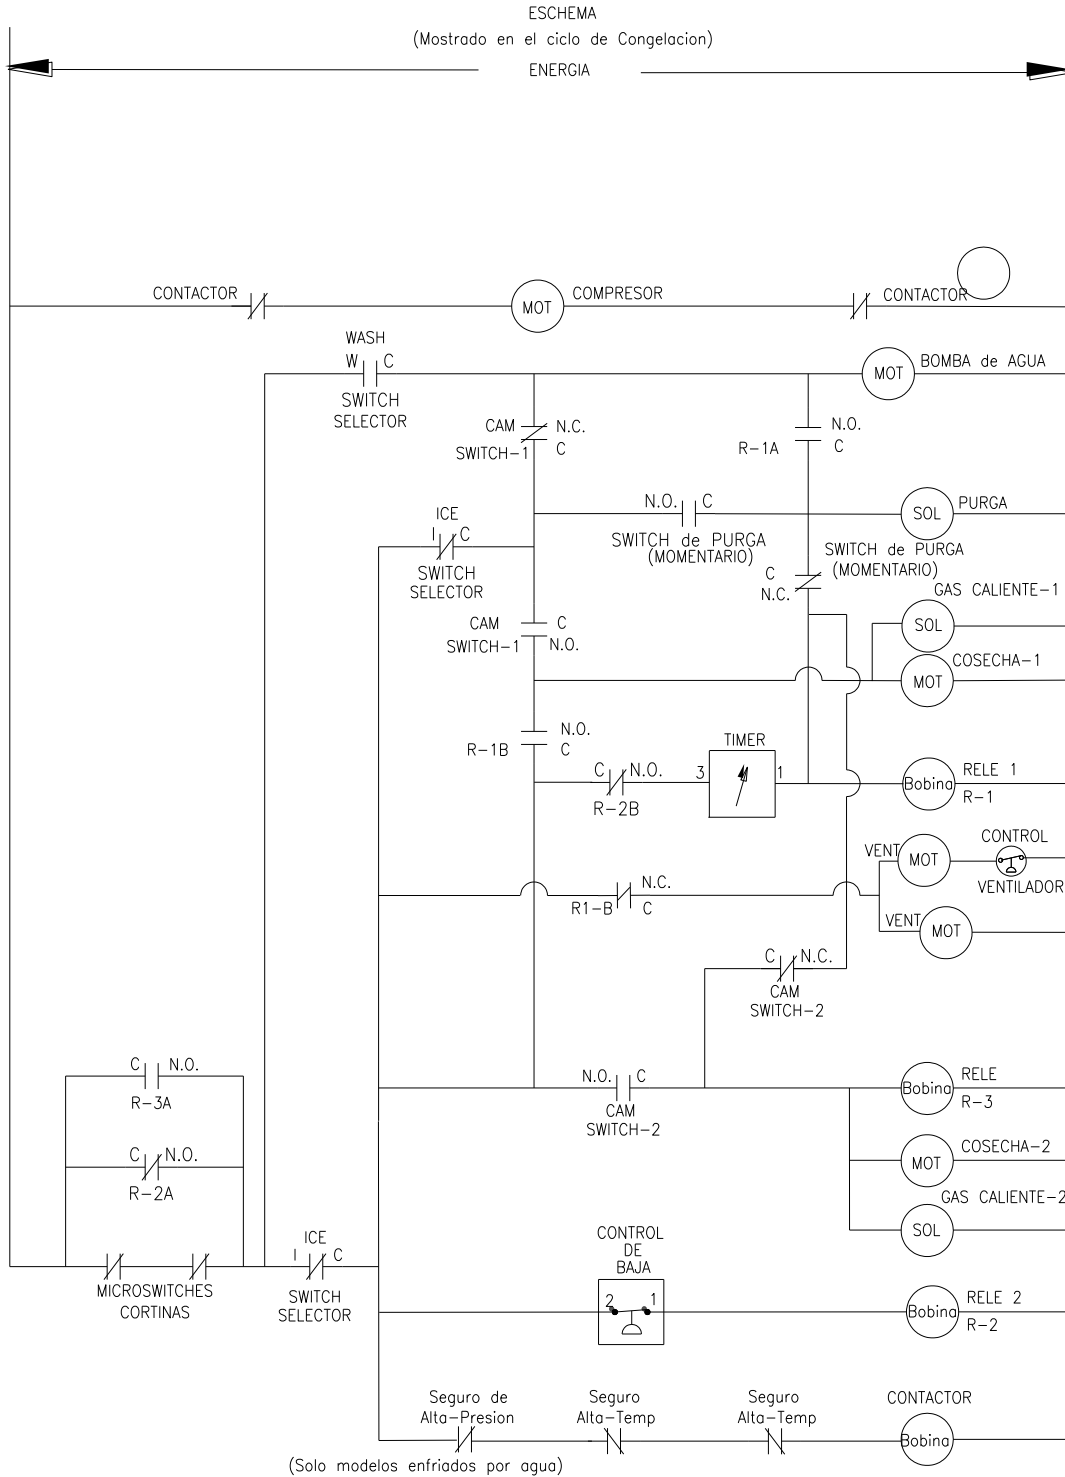 ESCHEMA
(Mostrado en el ciclo de Congelacion)
ENERGIA
CONTACTOR
MOT
COMPRESOR
CONTACTOR
WASH
W C
SWITCH
SELECTOR
MOT
BOMBA de AGUA
CAM N.C.
SWITCH-1 C
N.O.
R-1A C
ICE
I C
SWITCH
SELECTOR
N.O. C
SWITCH de PURGA
(MOMENTARIO)
SOL
PURGA
SWITCH de PURGA
(MOMENTARIO)
C
N.C.
GAS CALIENTE-1
SOL
CAM C
SWITCH-1 N.O.
COSECHA-1
MOT
N.O.
R-1B C
TIMER
C N.O. 3 1
R-2B
Bobina
RELE 1
R-1
VENT
MOT
CONTROL
VENTILADOR
N.C.
R1-B C
VENT
MOT
C N.C.
CAM
SWITCH-2
C N.O.
R-3A
N.O. C
CAM
SWITCH-2
Bobina
RELE
R-3
C N.O.
R-2A
MOT
COSECHA-2
GAS CALIENTE-2
SOL
ICE
I C
SWITCH
SELECTOR
MICROSWITCHES
CORTINAS
CONTROL
DE
BAJA
2 1
Bobina
RELE 2
R-2
Seguro de
Alta-Presion
Seguro
Alta-Temp
Seguro
Alta-Temp
CONTACTOR
Bobina
(Solo modelos enfriados por agua)